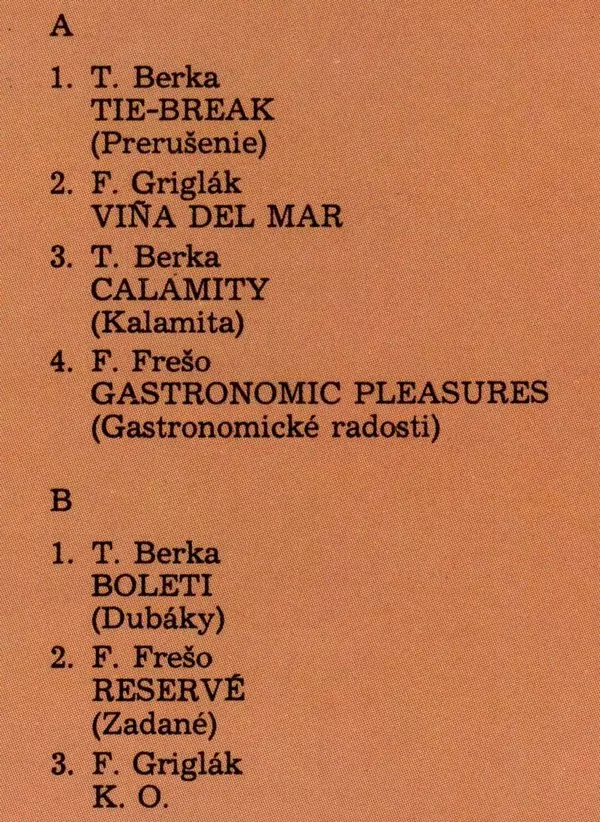 A
1. T. Berka
TIE-BREAK
(Prerušenie)
2. F. Griglák
VIÑA DEL MAR
3. T. Berka
CALAMITY
(Kalamita)
4. F. Frešo
GASTRONOMIC PLEASURES
(Gastronomické radosti)
B
1. T. Berka
BOLETI
(Dubáky)
2. F. Frešo
RESERVÉ
(Zadané)
3. F. Griglák
K. O.